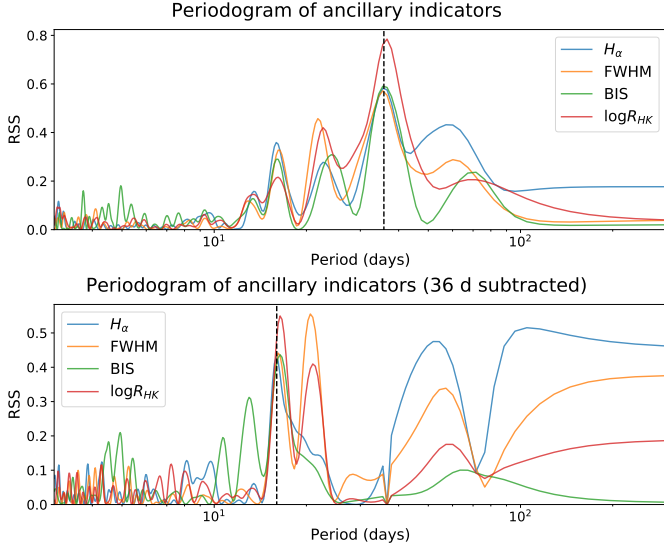 Periodogram of ancillary indicators
RSS
0.8
0.6
0.4
0.2
0.0
Hα
FWHM
BIS
logR_HK
10¹
10²
Period (days)
Periodogram of ancillary indicators (36 d subtracted)
RSS
0.5
0.4
0.3
0.2
0.1
0.0
Hα
FWHM
BIS
logR_HK
10¹
10²
Period (days)